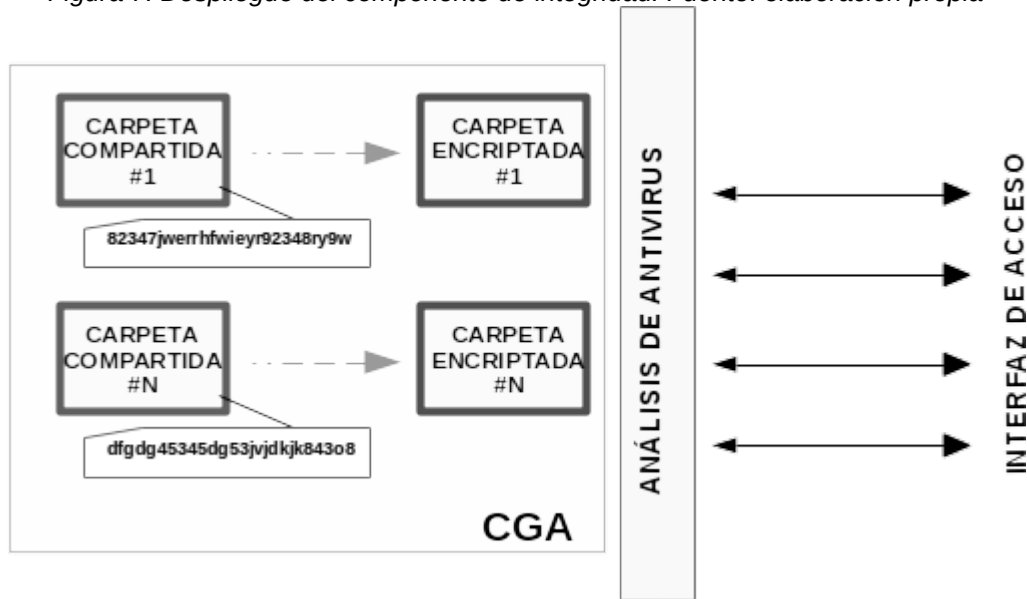 CARPETA
COMPARTIDA
#1
CARPETA
ENCRIPTADA
#1
82347jwerrhfwieyr92348ry9w
CARPETA
COMPARTIDA
#N
CARPETA
ENCRIPTADA
#N
dfgdg45345dg53jvjdkjk843o8
CGA
ANÁLISIS DE ANTIVIRUS
INTERFAZ DE ACCESO